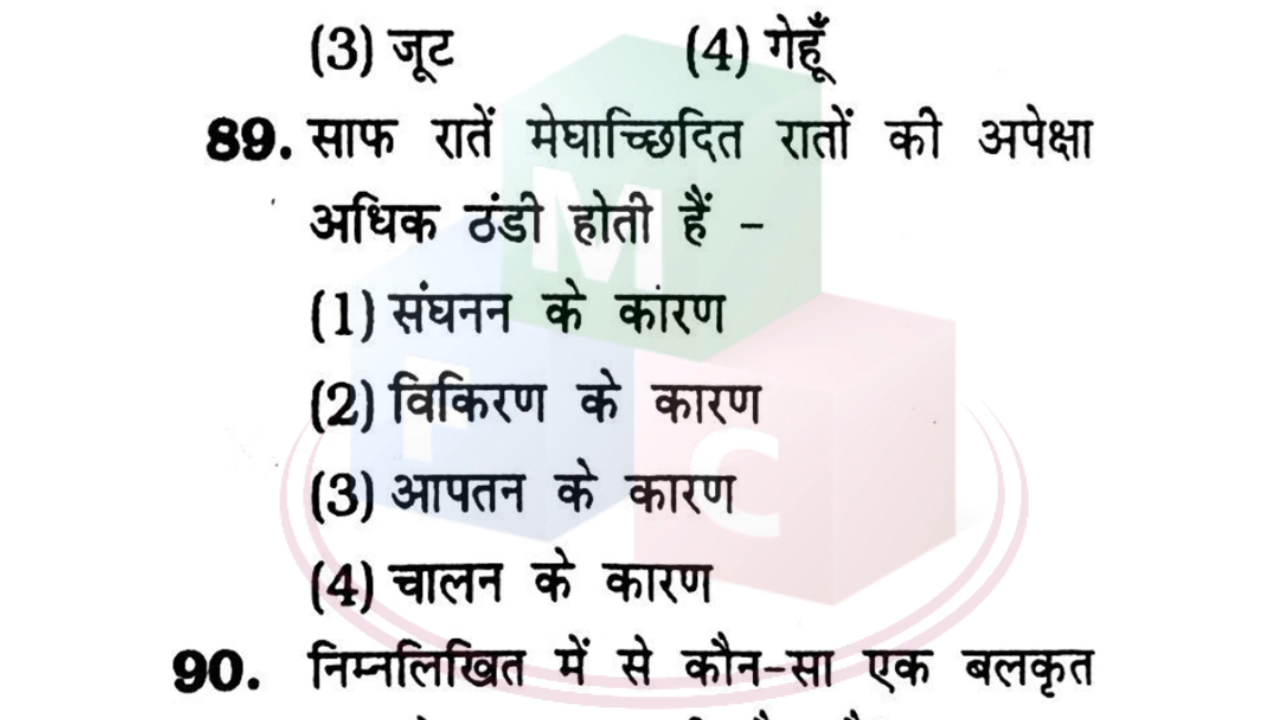 (3) जूट (4) गेहूँ
89. साफ रातें मेघाच्छिदित रातों की अपेक्षा
अधिक ठंडी होती हैं -
(1) संघनन के कारण
(2) विकिरण के कारण
(3) आपतन के कारण
(4) चालन के कारण
90. निम्नलिखित में से कौन-सा एक बलकृत
M
F
C